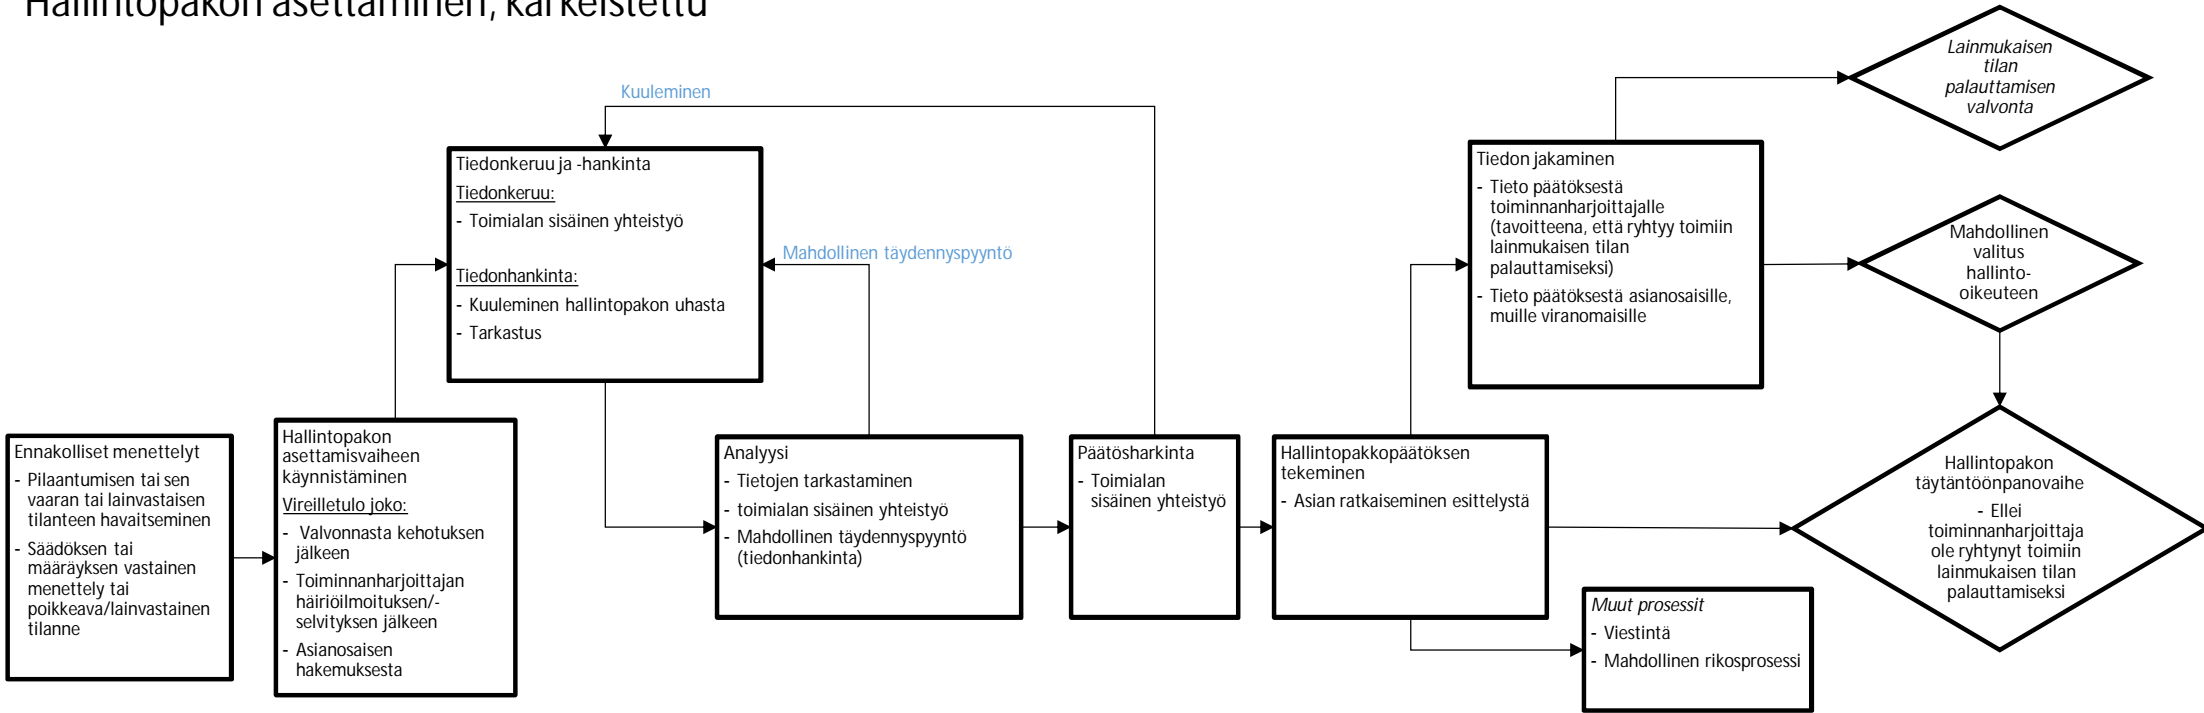 Hallintopakon asettaminen, karkeistettu
Ennakolliset menettelyt
- Pilaantumisen tai sen
vaaran tai lainvastaisen
tilanteen havaitseminen
- Säädöksen tai
määräyksen vastainen
menettely tai
poikkeava/lainvastainen
tilanne
Hallintopakon
asettamisvaiheen
käynnistäminen
Vireilletulo joko:
- Valvonnasta kehotuksen
jälkeen
- Toiminnanharjoittajan
häiriöilmoituksen/-
selvityksen jälkeen
- Asianosaisen
hakemuksesta
Kuuleminen
Tiedonkeruu ja -hankinta
Tiedonkeruu:
- Toimialan sisäinen yhteistyö
Tiedonhankinta:
- Kuuleminen hallintopakon uhasta
- Tarkastus
Mahdollinen täydennyspyyntö
Analyysi
- Tietojen tarkastaminen
- toimialan sisäinen yhteistyö
- Mahdollinen täydennyspyyntö
(tiedonhankinta)
Päätösharkinta
- Toimialan
sisäinen yhteistyö
Hallintopakkopäätöksen
tekeminen
- Asian ratkaiseminen esittelystä
Tiedon jakaminen
- Tieto päätöksestä
toiminnanharjoittajalle
(tavoitteena, että ryhtyy toimiin
lainmukaisen tilan
palauttamiseksi)
- Tieto päätöksestä asianosaisille,
muille viranomaisille
Muut prosessit
- Viestintä
- Mahdollinen rikosprosessi
Lainmukaisen
tilan
palauttamisen
valvonta
Mahdollinen
valitus
hallinto-
oikeuteen
Hallintopakon
täytäntöönpanovaihe
- Ellei
toiminnanharjoittaja
ole ryhtynyt toimiin
lainmukaisen tilan
palauttamiseksi